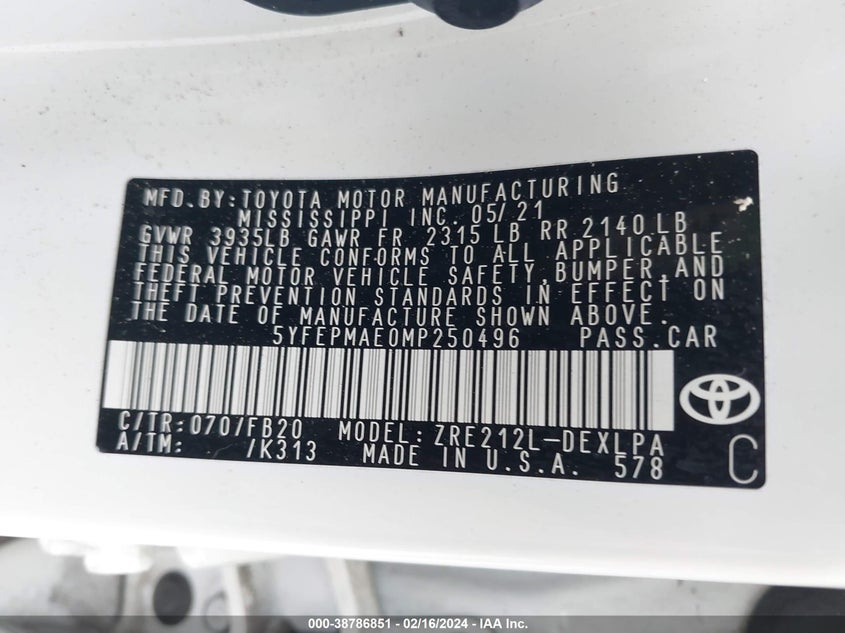 MFD. BY: TOYOTA MOTOR MANUFACTURING
MISSISSIPPI INC. 05/21
GVWR 3935LB GAWR FR 2315 LB RR 2140 LB
THIS VEHICLE CONFORMS TO ALL APPLICABLE
FEDERAL MOTOR VEHICLE SAFETY, BUMPER, AND
THEFT PREVENTION STANDARDS IN EFFECT ON
THE DATE OF MANUFACTURE SHOWN ABOVE.
5YFEPMAE0MP250496 PASS. CAR
C/TR: 070/FB20 MODEL: ZRE212L-DEXLPA
A/TM: /K313 MADE IN U.S.A. 578 C
000-38786851 / 02/16/2024 - IAA Inc.